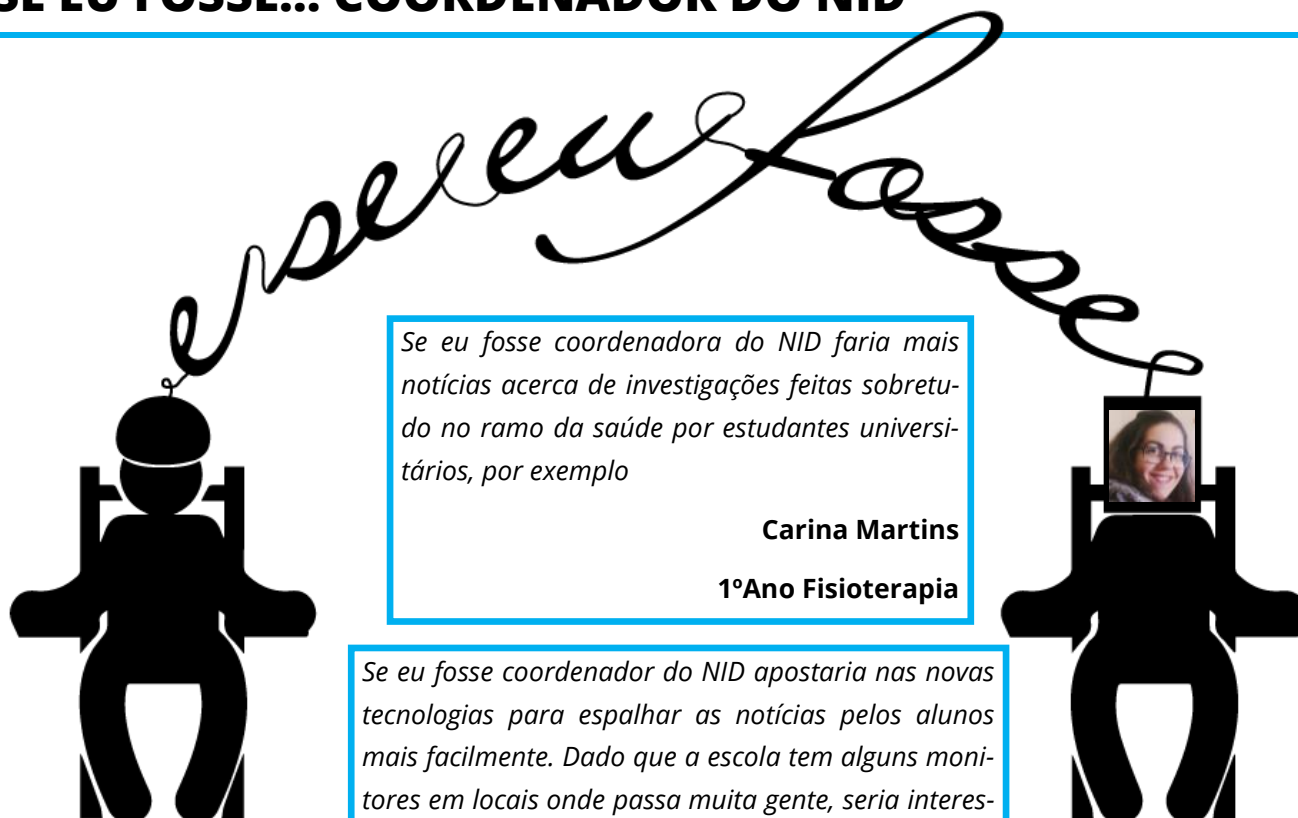 SE EU FOSSE... COORDENADOR DO NID
e se eu fosse
Se eu fosse coordenadora do NID faria mais
notícias acerca de investigações feitas sobretu-
do no ramo da saúde por estudantes universi-
tários, por exemplo
Carina Martins
1ºAno Fisioterapia
Se eu fosse coordenador do NID apostaria nas novas
tecnologias para espalhar as notícias pelos alunos
mais facilmente. Dado que a escola tem alguns moni-
tores em locais onde passa muita gente, seria interes-